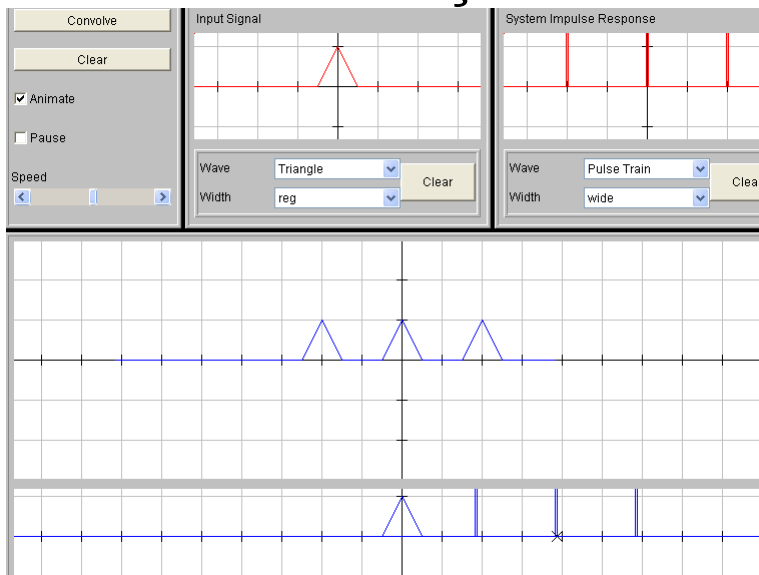 Convolve
Clear
Animate
Pause
Speed
Input Signal
Wave
Triangle
Width
reg
Clear
System Impulse Response
Wave
Pulse Train
Width
wide